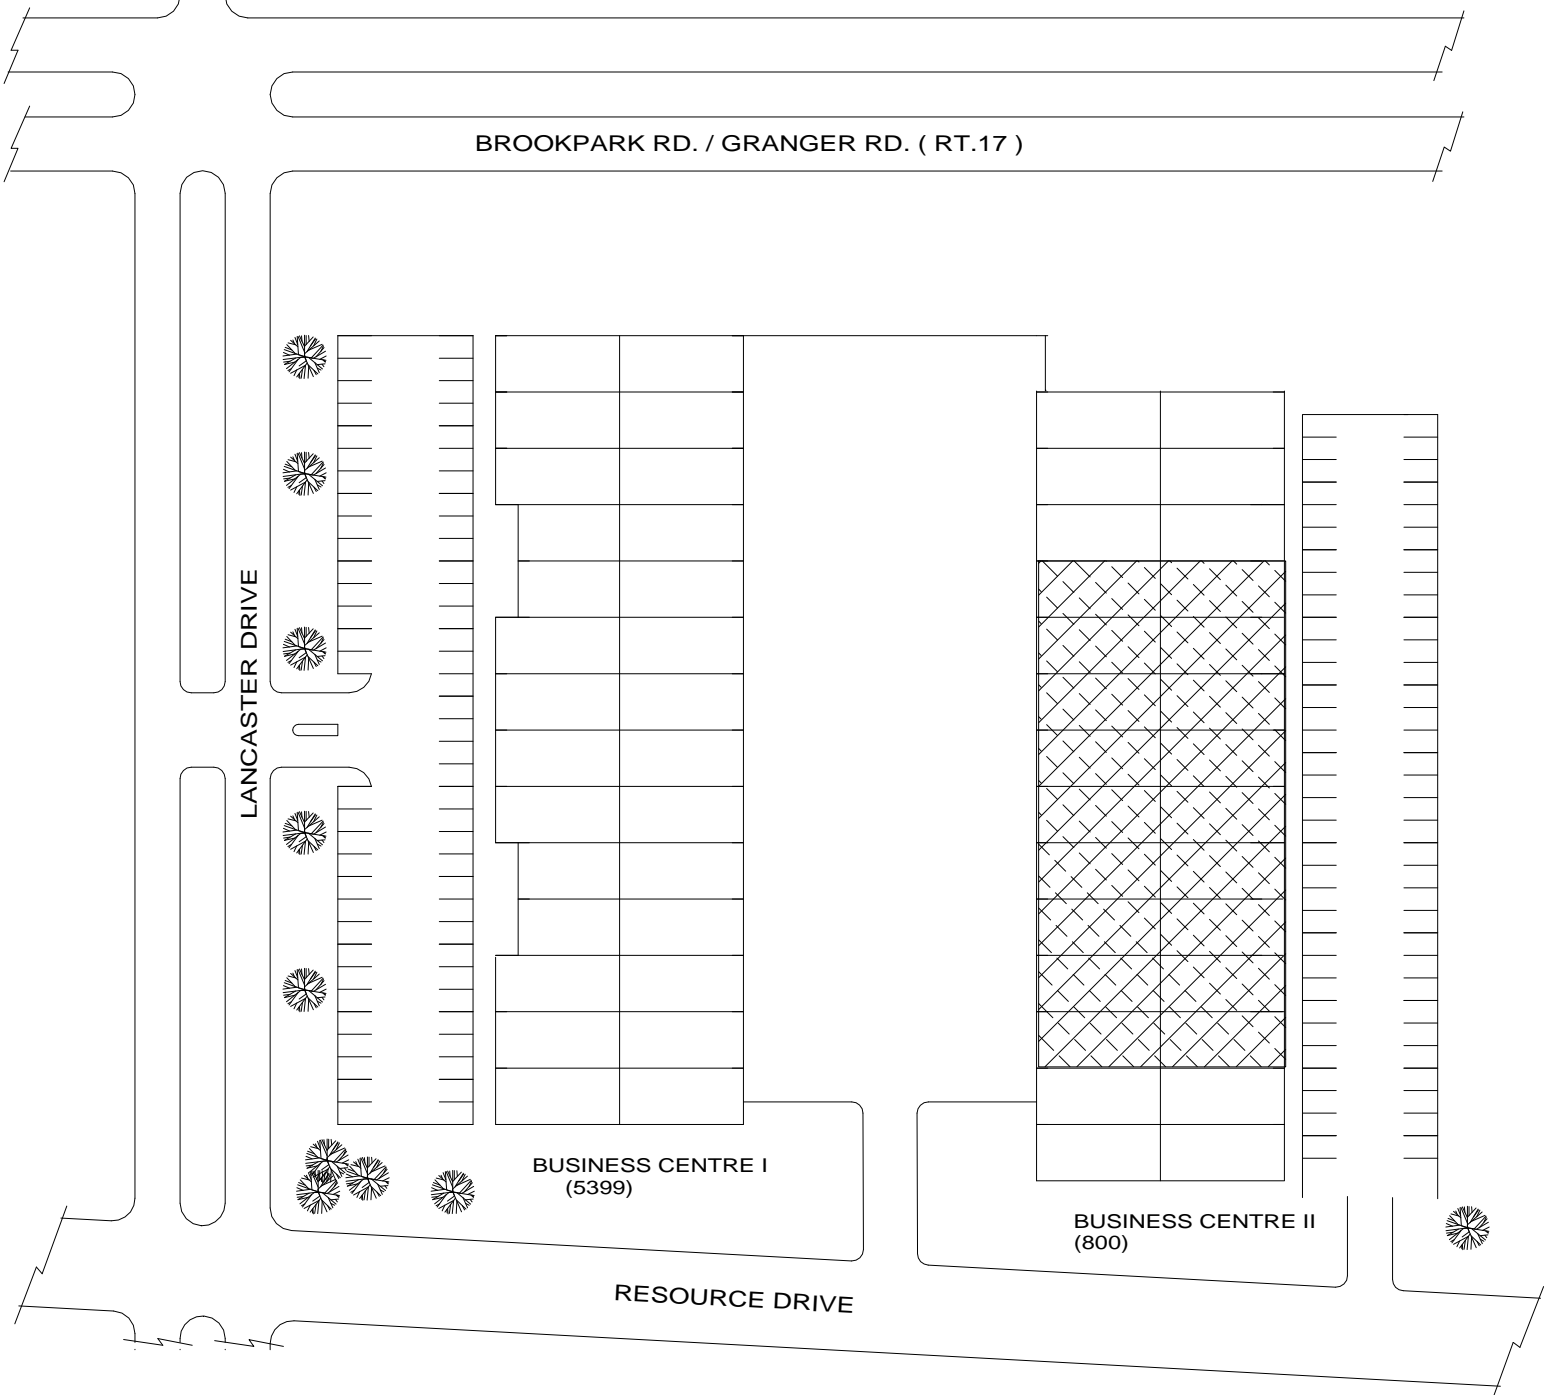 BROOKPARK RD. / GRANGER RD. ( RT.17 )
LANCASTER DRIVE
BUSINESS CENTRE I
(5399)
BUSINESS CENTRE II
(800)
RESOURCE DRIVE